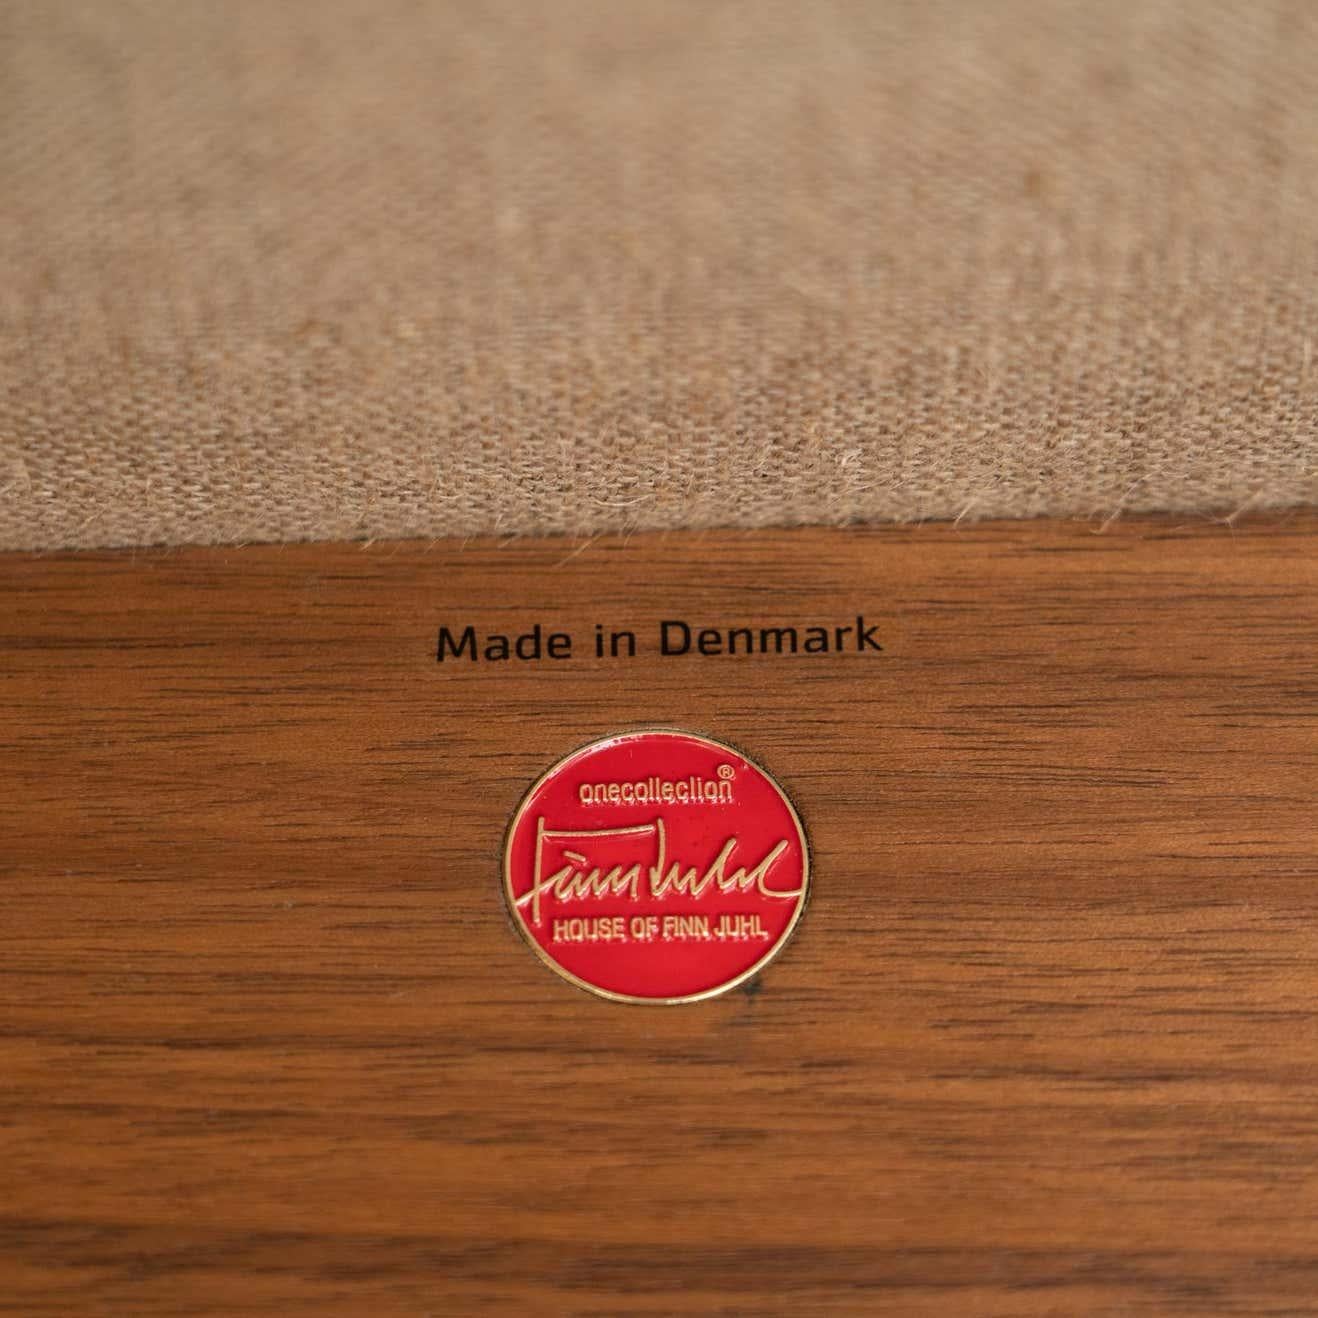 Made in Denmark
onecollection®
Finn Juhl
HOUSE OF FINN JUHL